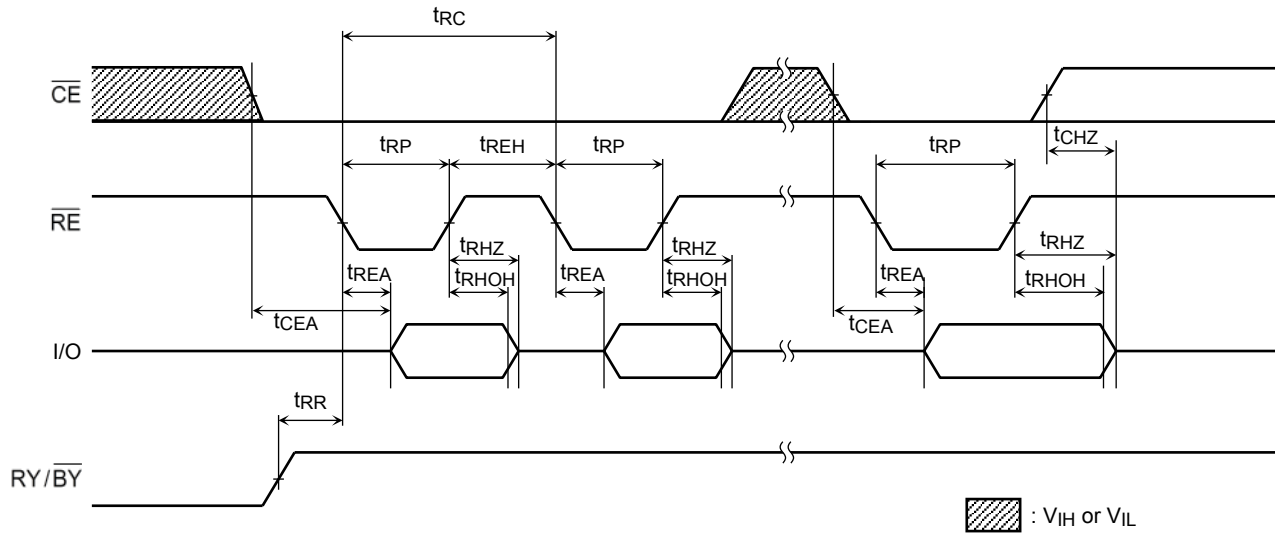 tRC
CE
tCHZ
tRP tREH tRP tRP
RE
tRHZ tRHZ tRHZ
tREA tRHOH tREA tRHOH tREA tRHOH
tCEA tCEA
I/O
tRR
RY/BY
: VIH or VIL